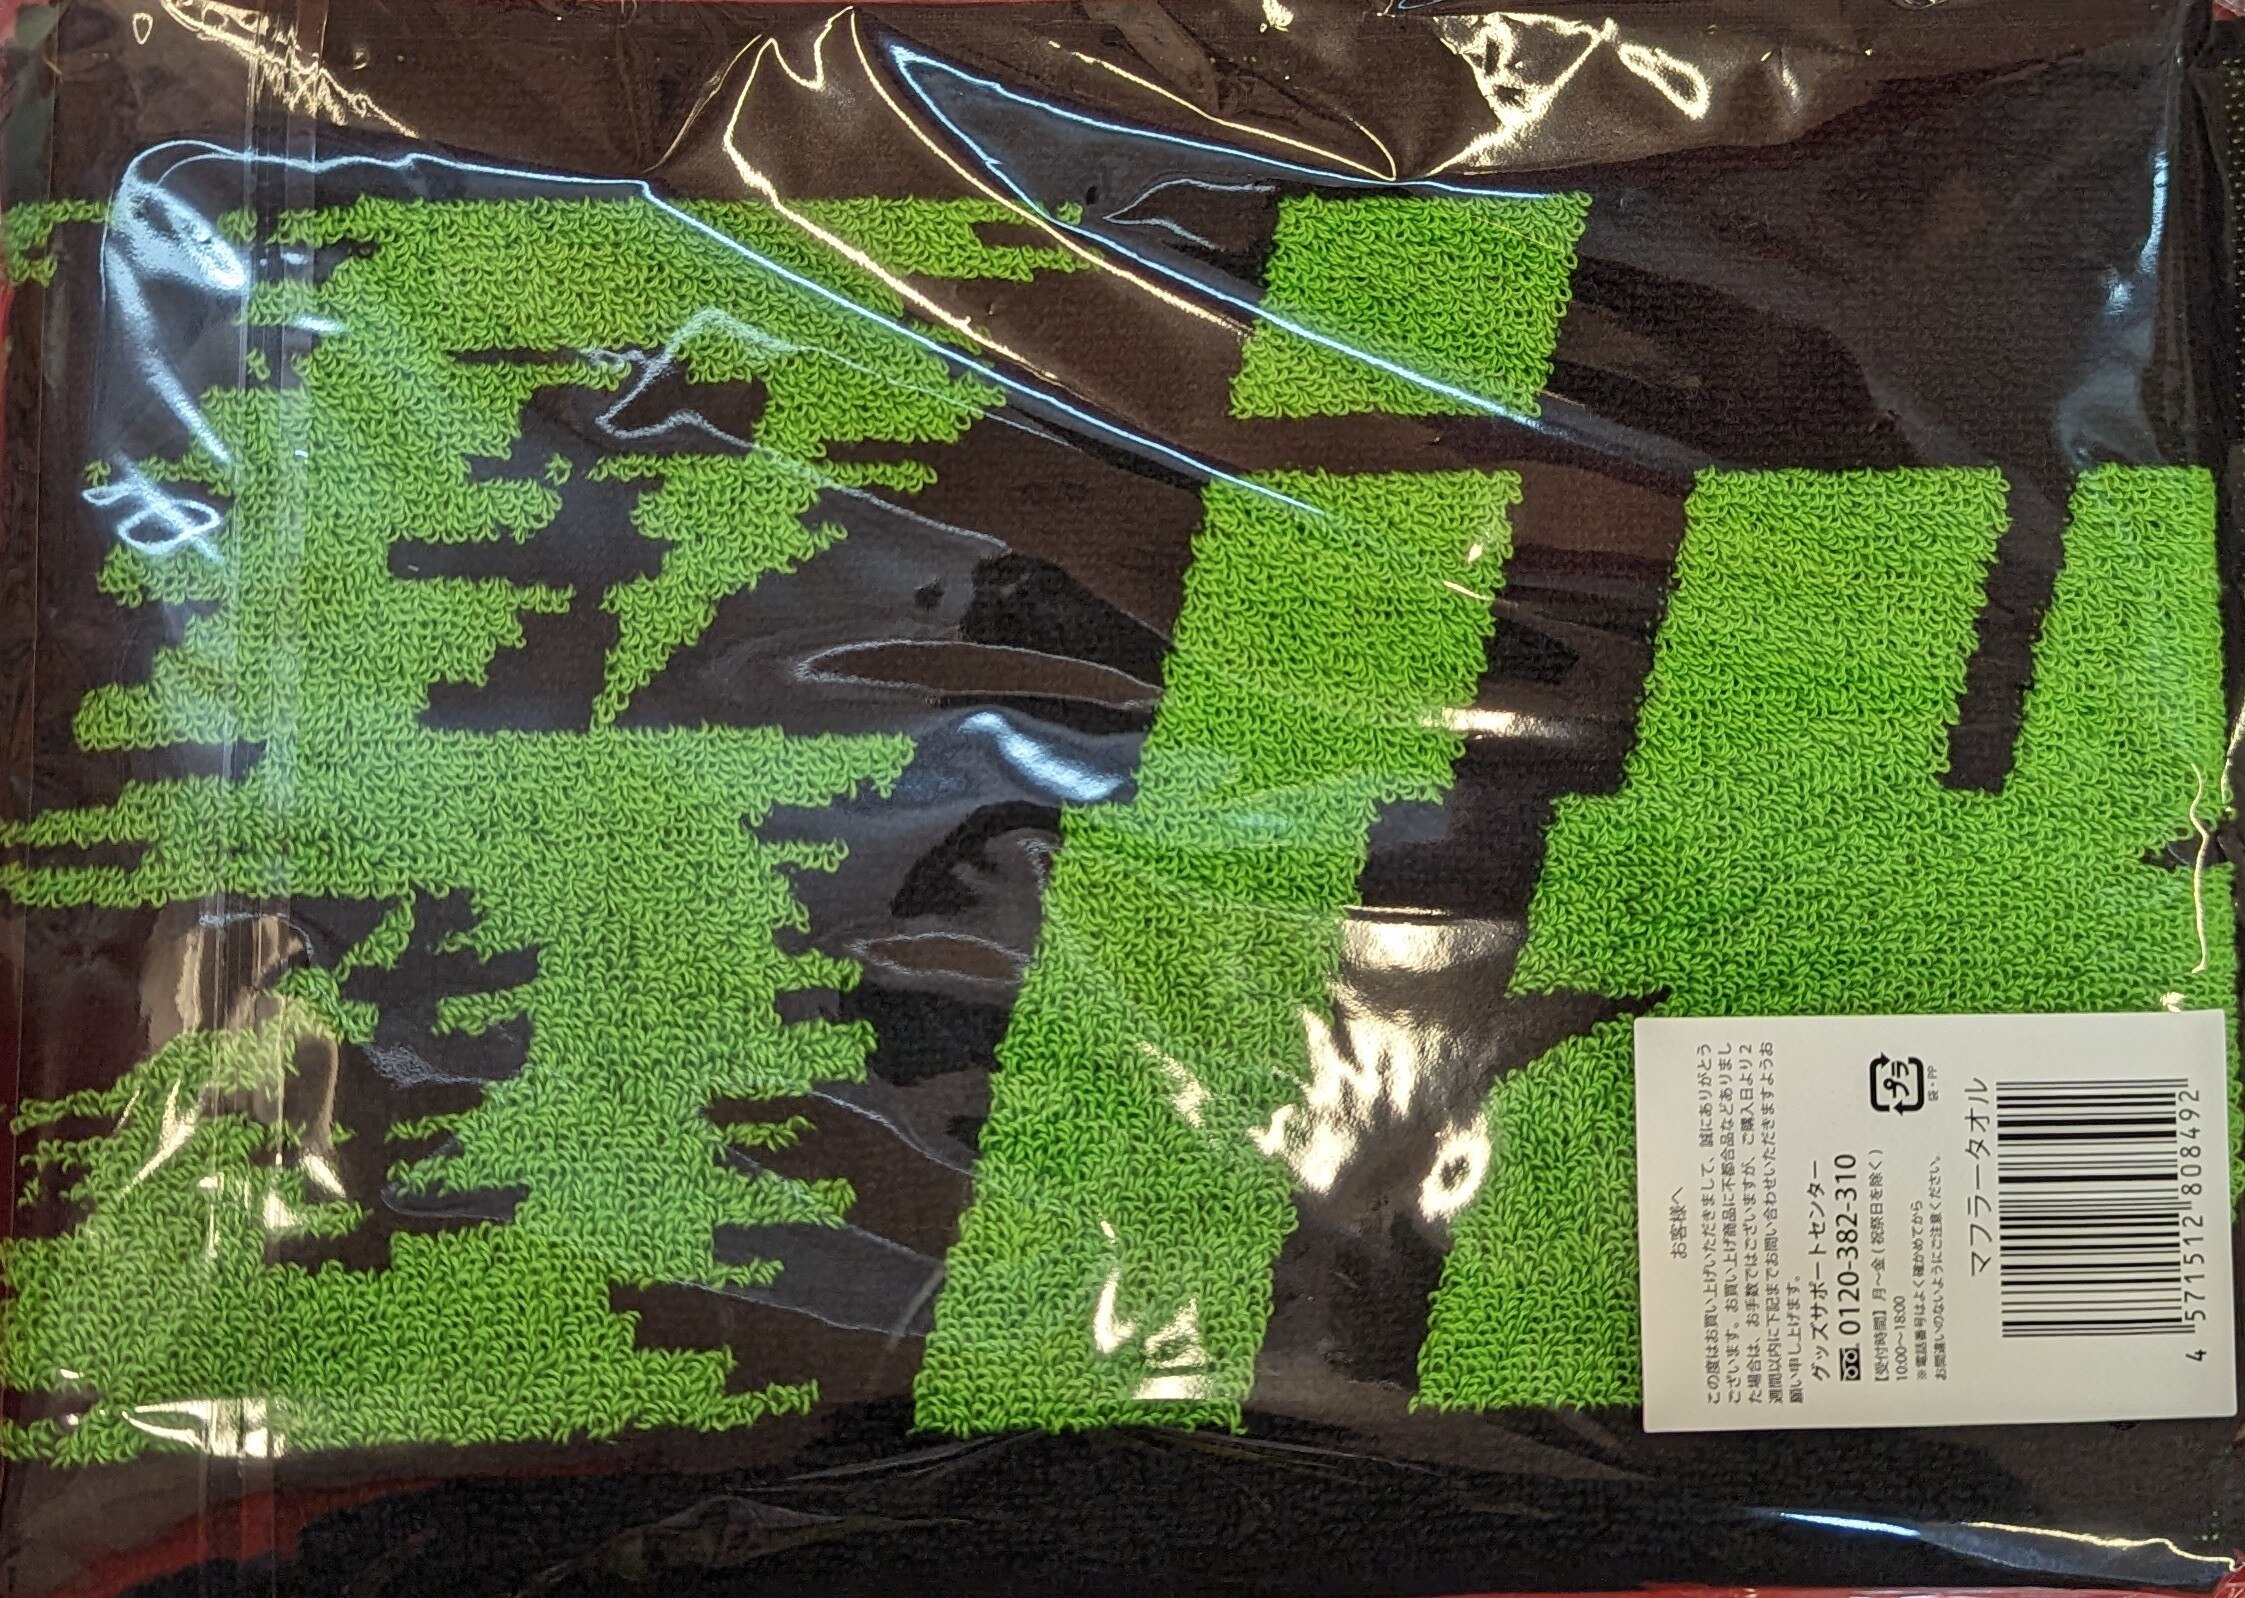 お客様へ
この度はお買い上げいただきまして、誠にありがとう
ございます。お買い上げ商品に不都合品などありまし
た場合は、お手数ではございますが、ご購入日より2
週間以内に下記までお問い合わせいただきますようお
願い申し上げます。
グッズサポートセンター
0120-382-310
【受付時間】月～金(祝祭日を除く)
10:00～18:00
※電話番号はよく確かめてから
お間違いのないようにご注意ください。
プラ
袋・PP
マフラータオル
4 571512 808492